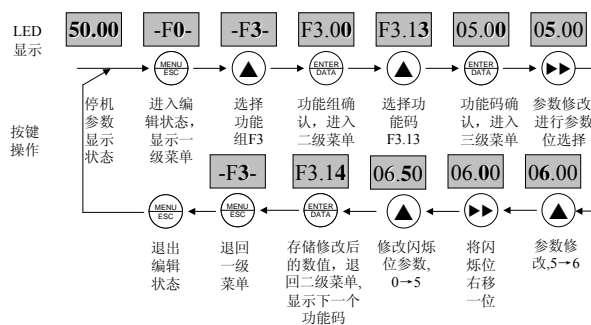 LED
显示
50.00
-F0-
-F3-
F3.00
F3.13
05.00
05.00
MENU
ESC
ENTER
DATA
ENTER
DATA
按键
操作
停机
参数
显示
状态
进入编
辑状态，
显示一
级菜单
选择
功能
组F3
功能组确
认，进入
二级菜单
选择功
能码
F3.13
功能码确
认，进入
三级菜单
参数修改
进行参数
位选择
-F3-
F3.14
06.50
06.00
06.00
MENU
ESC
MENU
ESC
ENTER
DATA
退出
编辑
状态
退回
一级
菜单
存储修改后
的数值，退
回二级菜单,
显示下一个
功能码
修改闪烁
位参数,
0→5
将闪
烁位
右移
一位
参数修
改,5→6